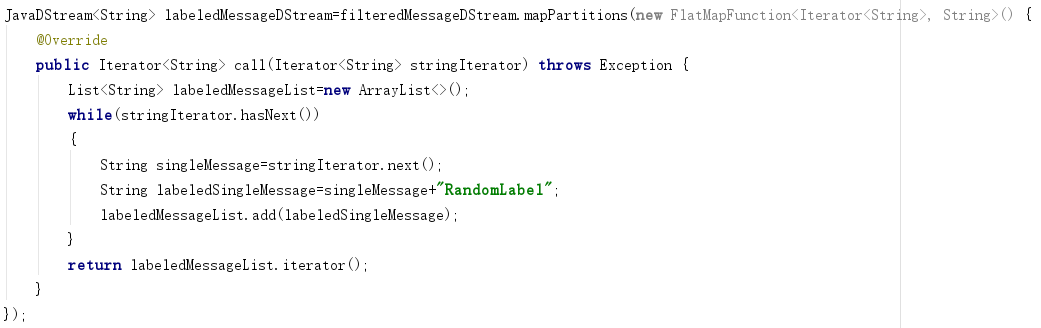 JavaDStream<String> labeledMessageDStream=filteredMessageDStream.mapPartitions(new FlatMapFunction<Iterator<String>, String>() {
    @Override
    public Iterator<String> call(Iterator<String> stringIterator) throws Exception {
        List<String> labeledMessageList=new ArrayList<>();
        while(stringIterator.hasNext())
        {
            String singleMessage=stringIterator.next();
            String labeledSingleMessage=singleMessage+"RandomLabel";
            labeledMessageList.add(labeledSingleMessage);
        }
        return labeledMessageList.iterator();
    }
});